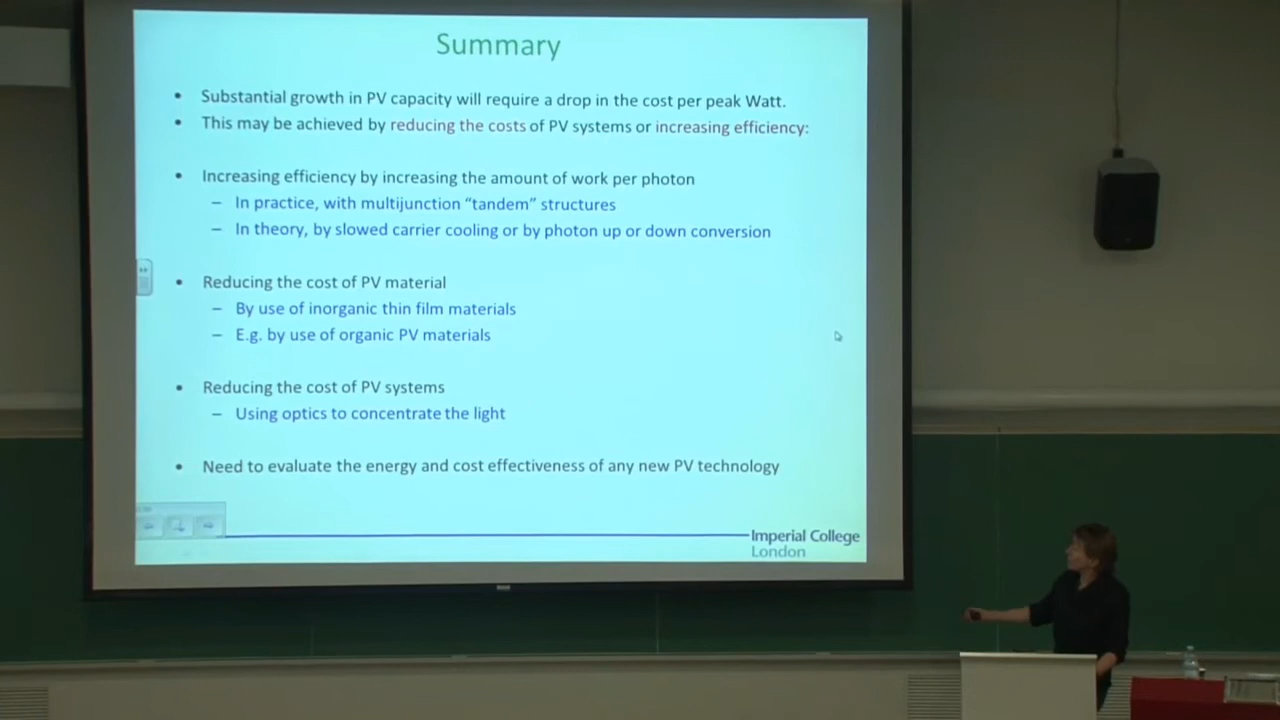 Summary
• Substantial growth in PV capacity will require a drop in the cost per peak Watt.
• This may be achieved by reducing the costs of PV systems or increasing efficiency:
• Increasing efficiency by increasing the amount of work per photon
– In practice, with multijunction “tandem” structures
– In theory, by slowed carrier cooling or by photon up or down conversion
• Reducing the cost of PV material
– By use of inorganic thin film materials
– E.g. by use of organic PV materials
• Reducing the cost of PV systems
– Using optics to concentrate the light
• Need to evaluate the energy and cost effectiveness of any new PV technology
Imperial College
London